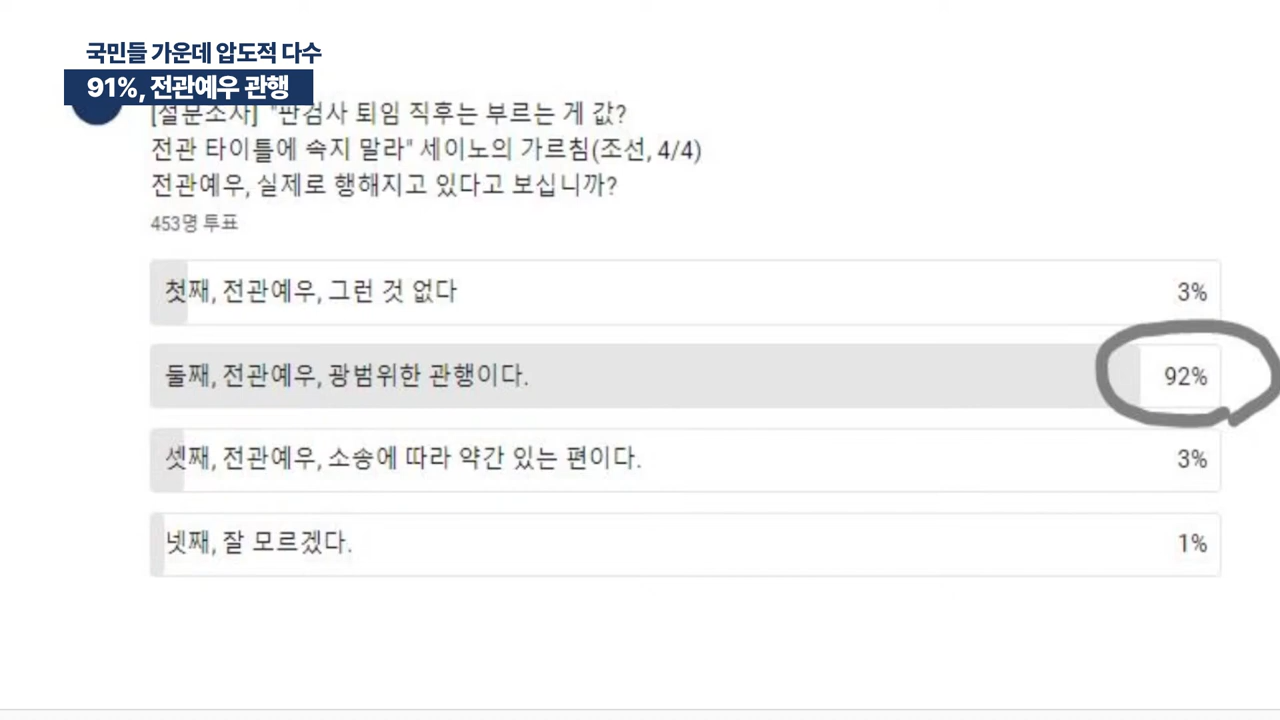 국민들 가운데 압도적 다수
91%, 전관예우 관행
[설문조사] "판검사 퇴임 직후는 부르는 게 값?
전관 타이틀에 속지 말라" 세이노의 가르침(조선, 4/4)
전관예우, 실제로 행해지고 있다고 보십니까?
453명 투표
첫째, 전관예우, 그런 것 없다 3%
둘째, 전관예우, 광범위한 관행이다. 92%
셋째, 전관예우, 소송에 따라 약간 있는 편이다. 3%
넷째, 잘 모르겠다. 1%